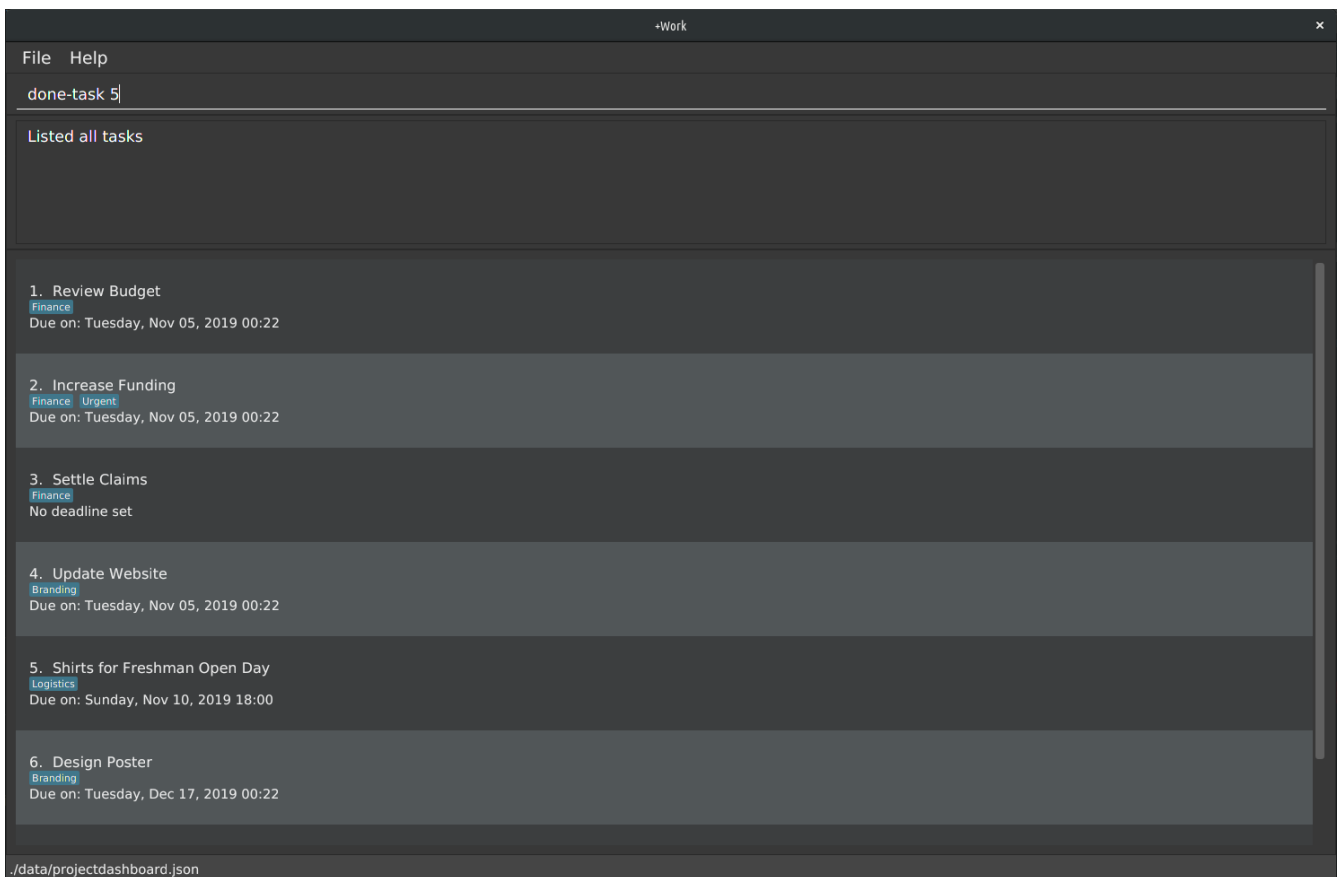 +Work
×
File Help
done-task 5
Listed all tasks
1. Review Budget
Finance
Due on: Tuesday, Nov 05, 2019 00:22
2. Increase Funding
Finance Urgent
Due on: Tuesday, Nov 05, 2019 00:22
3. Settle Claims
Finance
No deadline set
4. Update Website
Branding
Due on: Tuesday, Nov 05, 2019 00:22
5. Shirts for Freshman Open Day
Logistics
Due on: Sunday, Nov 10, 2019 18:00
6. Design Poster
Branding
Due on: Tuesday, Dec 17, 2019 00:22
./data/projectdashboard.json